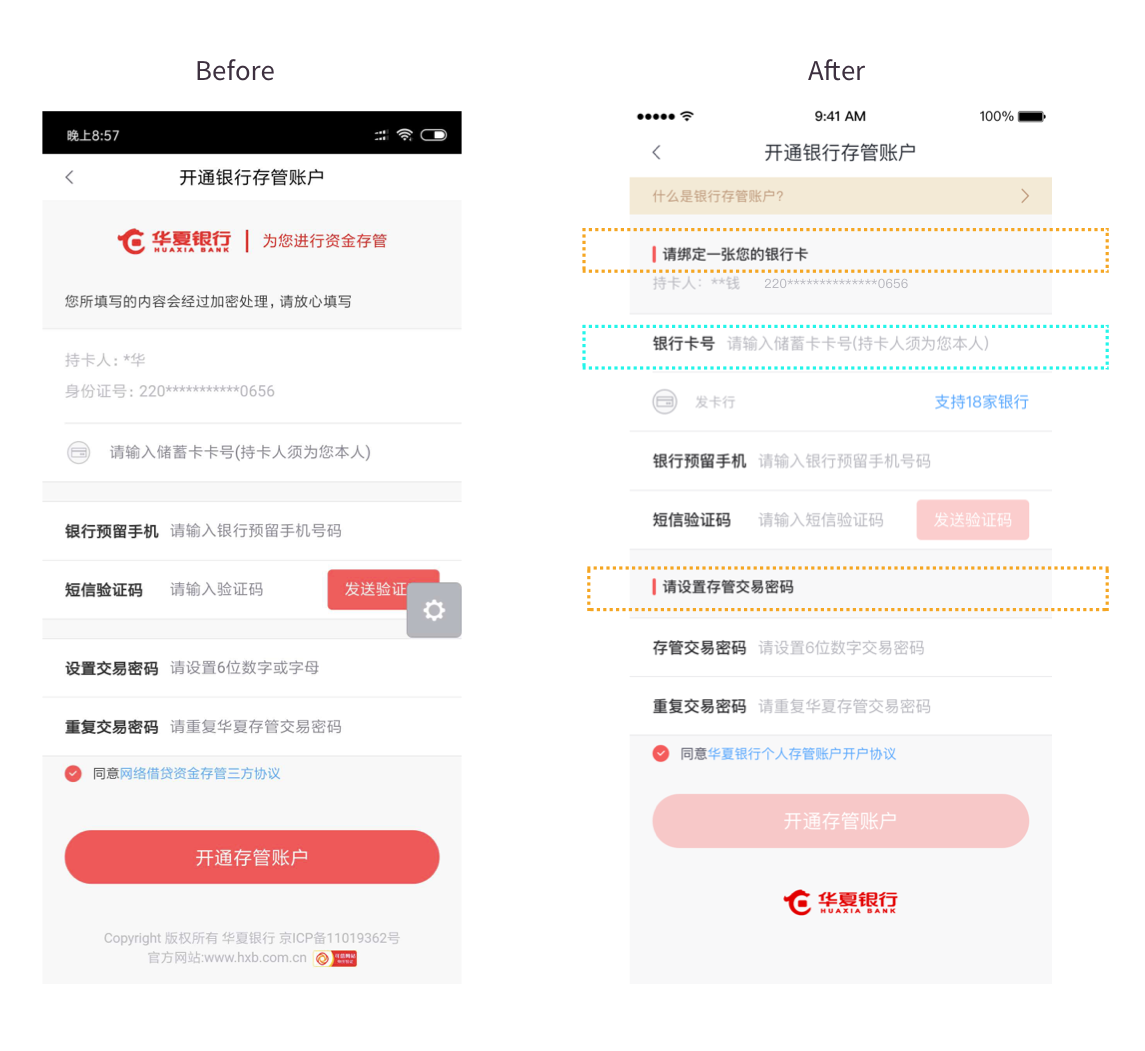 Before
晚上8:57
开通银行存管账户
华夏银行 为您进行资金存管
HUAXIA BANK
您所填写的内容会经过加密处理，请放心填写
持卡人：*华
身份证号：220***********0656
请输入储蓄卡卡号(持卡人须为您本人)
银行预留手机 请输入银行预留手机号码
短信验证码 请输入验证码 发送验证
设置交易密码 请设置6位数字或字母
重复交易密码 请重复华夏存管交易密码
同意网络借贷资金存管三方协议
开通存管账户
Copyright 版权所有 华夏银行 京ICP备11019362号
官方网站:www.hxb.com.cn
After
9:41 AM 100%
开通银行存管账户
什么是银行存管账户？
请绑定一张您的银行卡
持卡人：**钱 220**************0656
银行卡号 请输入储蓄卡卡号(持卡人须为您本人)
发卡行 支持18家银行
银行预留手机 请输入银行预留手机号码
短信验证码 请输入短信验证码 发送验证码
请设置存管交易密码
存管交易密码 请设置6位数字交易密码
重复交易密码 请重复华夏存管交易密码
同意华夏银行个人存管账户开户协议
开通存管账户
华夏银行
HUAXIA BANK